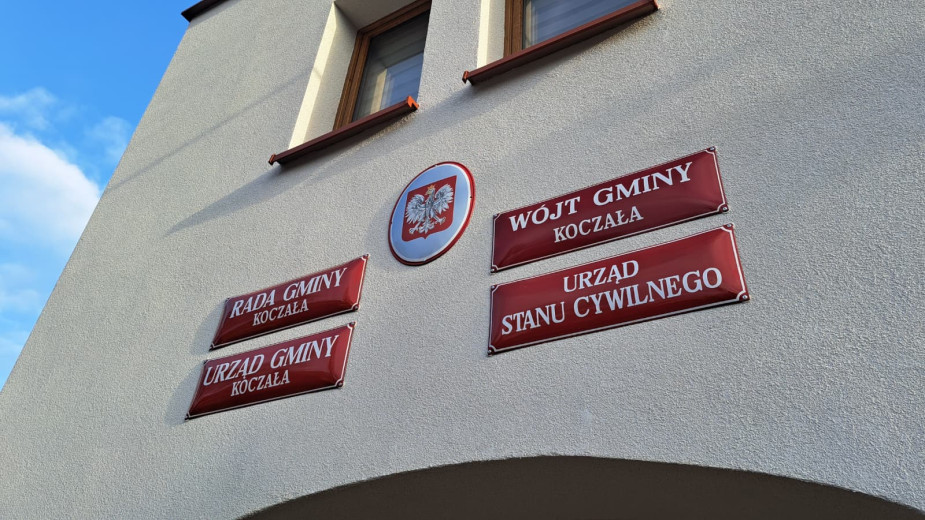 RADA GMINY
KOCZAŁA
URZĄD GMINY
KOCZAŁA
WÓJT GMINY
KOCZAŁA
URZĄD
STANU CYWILNEGO